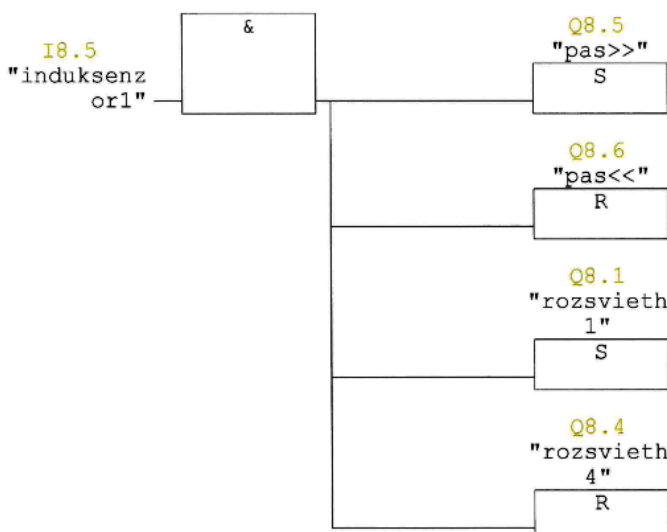 &
I8.5
"induksenz
or1"
Q8.5
"pas>>"
S
Q8.6
"pas<<"
R
Q8.1
"rozsvieth
1"
S
Q8.4
"rozsvieth
4"
R